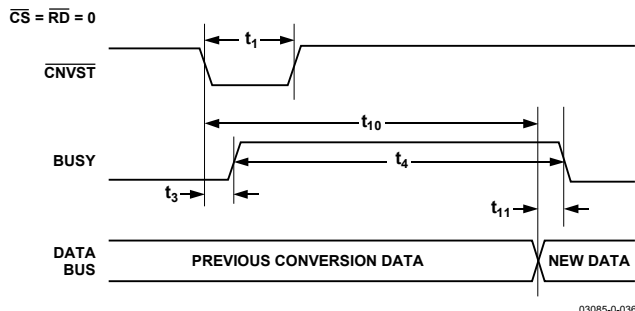 CS = RD = 0
t1
CNVST
t10
BUSY
t4
t3
t11
DATA
BUS
PREVIOUS CONVERSION DATA
NEW DATA
03085-0-036